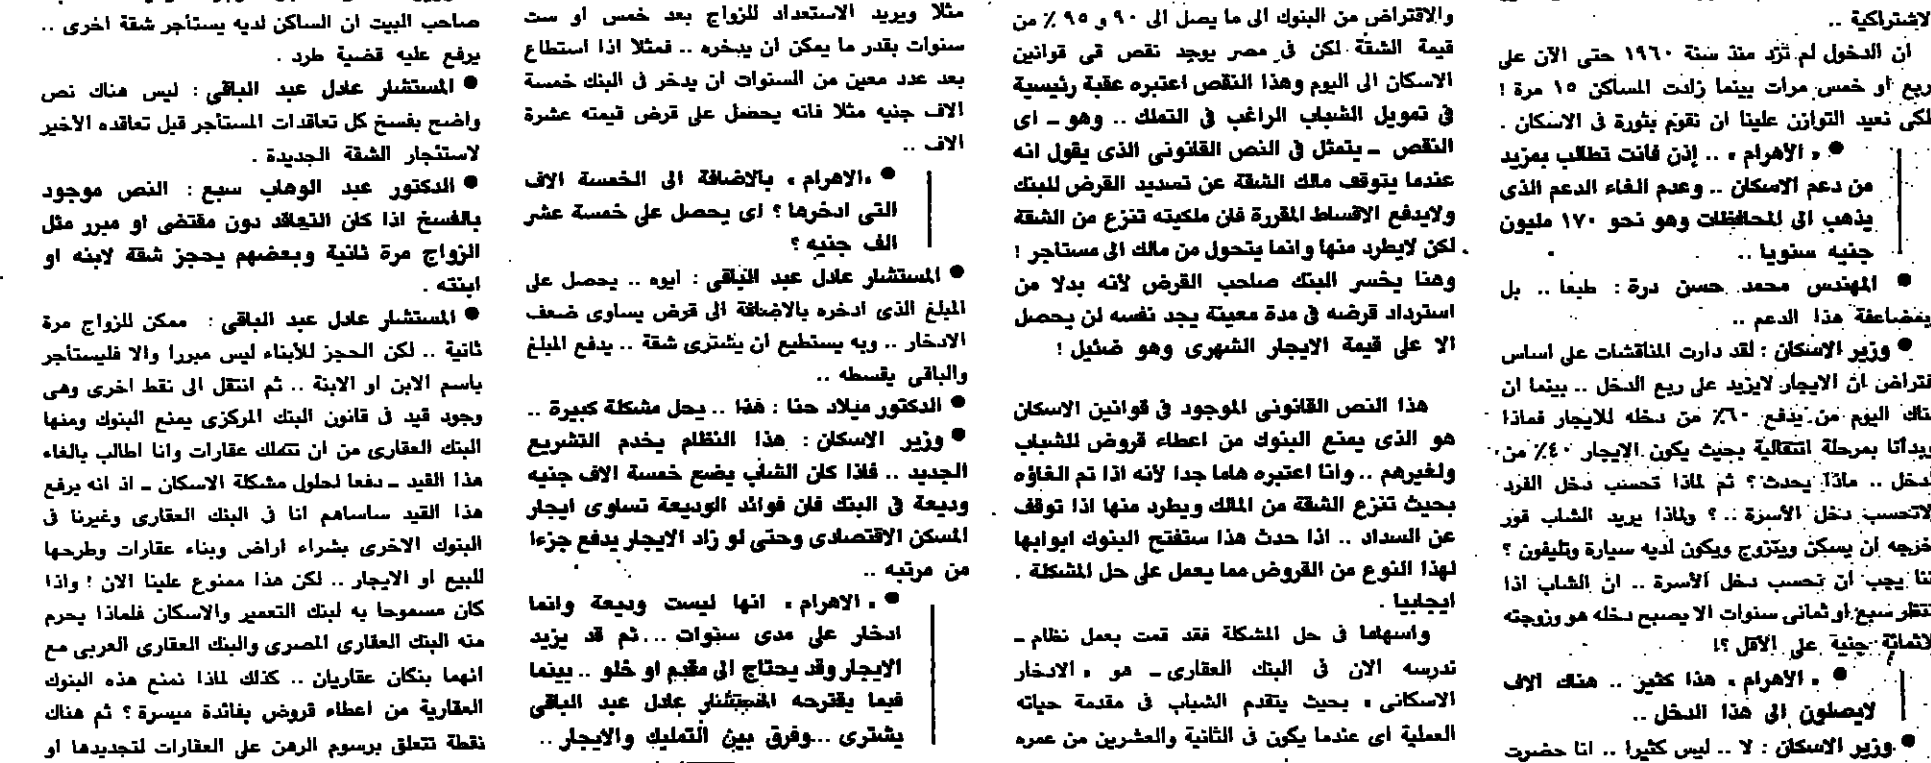 لاشتراكية ..
ان الدخول لم تزد منذ سنة ١٩٦٠ حتى الآن على
ربع او خمس مرات بينما زادت المساكن ١٥ مرة !
لكى نعيد التوازن علينا ان نقوم بثورة فى الاسكان .
● « الأهرام » .. إذن فأنت تطالب بمزيد
من دعم الاسكان .. وعدم الغاء الدعم الذى
يذهب الى المحافظات وهو نحو ١٧٠ مليون
جنيه سنويا ..
● المهندس محمد حسن درة : طبعا .. بل
بمضاعفة هذا الدعم ..
● وزير الاسكان : لقد دارت المناقشات على اساس
فتراض ان الايجار لايزيد على ربع الدخل .. بينما ان
ناك اليوم من يدفع ٦٠٪ من دخله للايجار فماذا
وبدأنا بمرحلة انتقالية بحيث يكون الايجار ٤٠٪ من
لدخل .. ماذا يحدث ؟ ثم لماذا تحسب دخل الفرد
لاتحسب دخل الأسرة .. ؟ ولماذا يريد الشاب فور
خرجه ان يسكن ويتزوج ويكون لديه سيارة وتليفون ؟
ننا يجب ان نحسب دخل الأسرة .. ان الشاب اذا
نتظر سبع او ثمانى سنوات الا يصبح دخله هو وزوجته
لاثمائة جنيه على الأقل ؟!
● « الأهرام » هذا كثير .. هناك الاف
لايصلون الى هذا الدخل ..
● وزير الاسكان : لا .. ليس كثيرا .. انا حضرت
والاقتراض من البنوك الى ما يصل الى ٩٠ و ٩٥ ٪ من
قيمة الشقة لكن فى مصر يوجد نقص فى قوانين
الاسكان الى اليوم وهذا النقص اعتبره عقبة رئيسية
فى تمويل الشباب الراغب فى التملك .. وهو ـ اى
النقص ـ يتمثل فى النص القانونى الذى يقول انه
عندما يتوقف مالك الشقة عن تسديد القرض للبنك
ولايدفع الاقساط المقررة فان ملكيته تنزع من الشقة
لكن لايطرد منها وانما يتحول من مالك الى مستاجر !
وهنا يخسر البنك صاحب القرض لأنه بدلا من
استرداد قرضه فى مدة معينة يجد نفسه لن يحصل
الا على قيمة الايجار الشهرى وهو ضئيل !
هذا النص القانونى الموجود فى قوانين الاسكان
هو الذى يمنع البنوك من اعطاء قروض للشباب
ولغيرهم .. وانا اعتبره هاما جدا لأنه اذا تم الغاؤه
بحيث تنزع الشقة من المالك ويطرد منها اذا توقف
عن السداد .. اذا حدث هذا ستفتح البنوك ابوابها
لهذا النوع من القروض مما يعمل على حل المشكلة .
ايجابيا .
واسهاما فى حل المشكلة فقد قمت بعمل نظام ـ
ندرسه الان فى البنك العقارى ـ هو « الادخار
الاسكانى » بحيث يتقدم الشباب فى مقدمة حياته
العملية اى عندما يكون فى الثانية والعشرين من عمره
مثلا ويريد الاستعداد للزواج بعد خمس او ست
سنوات بقدر ما يمكن ان يدخره .. فمثلا اذا استطاع
بعد عدد معين من السنوات ان يدخر فى البنك خمسة
الاف جنيه مثلا فانه يحصل على قرض قيمته عشرة
الاف ..
● «الاهرام» بالاضافة الى الخمسة الاف
التى ادخرها ؟ اى يحصل على خمسة عشر
الف جنيه ؟
● المستشار عادل عبد الباقى : ايوه .. يحصل على
المبلغ الذى ادخره بالاضافة الى قرض يساوى ضعف
الادخار .. وبه يستطيع أن يشترى شقة .. يدفع المبلغ
والباقى يقسطه ..
● الدكتور ميلاد حنا : هذا .. يحل مشكلة كبيرة ..
● وزير الاسكان : هذا النظام يخدم التشريع
الجديد .. فاذا كان الشاب يضع خمسة الاف جنيه
وديعة فى البنك فان فوائد الوديعة تساوى ايجار
المسكن الاقتصادى وحتى لو زاد الايجار يدفع جزءا
من مرتبه ..
● « الاهرام » انها ليست وديعة وانما
ادخار على مدى سنوات .. ثم قد يزيد
الايجار وقد يحتاج الى مقدم او خلو .. بينما
فيما يقترحه المستشار عادل عبد الباقى
يشترى ... وفرق بين التمليك والايجار ..
صاحب البيت ان الساكن لديه يستأجر شقة اخرى ..
يرفع عليه قضية طرد .
● المستشار عادل عبد الباقى : ليس هناك نص
واضح بفسخ كل تعاقدات المستأجر قبل تعاقده الأخير
لاستئجار الشقة الجديدة .
● الدكتور عبد الوهاب سبع : النص موجود
بالفسخ اذا كان التعاقد دون مقتضى او مبرر مثل
الزواج مرة ثانية وبعضهم يحجز شقة لابنه او
ابنته .
● المستشار عادل عبد الباقى : ممكن للزواج مرة
ثانية .. لكن الحجز للأبناء ليس مبررا والا فليستأجر
باسم الابن او الابنة .. ثم انتقل الى نقط اخرى وهى
وجود قيد فى قانون البنك المركزى يمنع البنوك ومنها
البنك العقارى من ان تتملك عقارات وانا اطالب بالغاء
هذا القيد ـ دفعا لحلول مشكلة الاسكان ـ اذ انه برفع
هذا القيد ساساهم انا فى البنك العقارى وغيرنا فى
البنوك الاخرى بشراء اراض وبناء عقارات وطرحها
للبيع او الايجار .. لكن هذا ممنوع علينا الان ! واذا
كان مسموحا به لبنك التعمير والاسكان فلماذا يحرم
منه البنك العقارى المصرى والبنك العقارى العربى مع
انهما بنكان عقاريان .. كذلك لماذا نمنع هذه البنوك
العقارية من اعطاء قروض بفائدة ميسرة ؟ ثم هناك
نقطة تتعلق برسوم الرهن على العقارات لتجديدها او